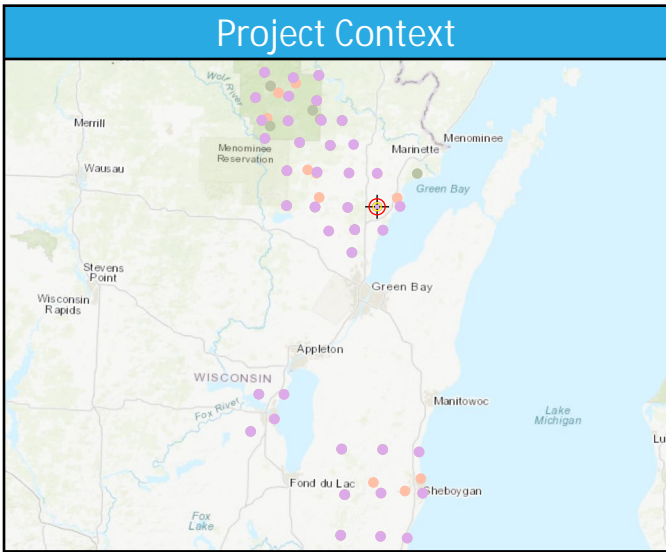 Project Context
Wolf
River
Merrill
Menominee
Marinette
Menominee
Reservation
Wausau
Green Bay
Stevens
Point
Green Bay
Wisconsin
Rapids
Appleton
WISCONSIN
Manitowoc
Fox River
Lake
Michigan
Lu
Fond du Lac
Sheboygan
Fox
Lake